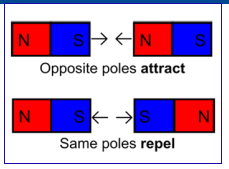 N S N S
Opposite poles attract
N S S N
Same poles repel